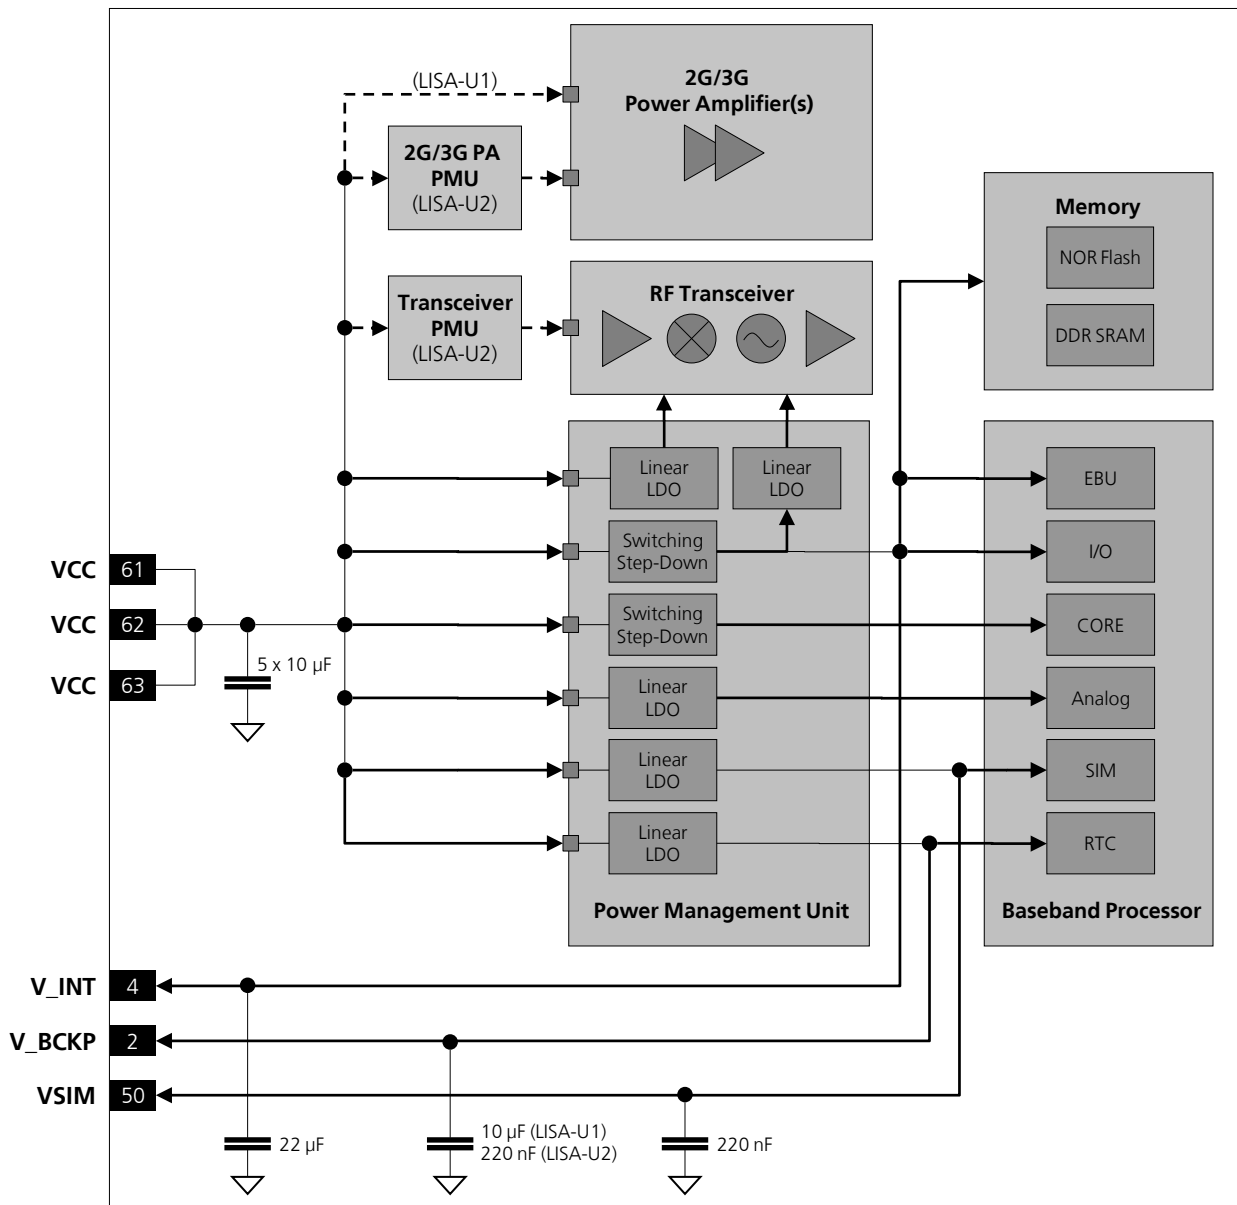 (LISA-U1)
2G/3G
Power Amplifier(s)
2G/3G PA
PMU
(LISA-U2)
Memory
NOR Flash
DDR SRAM
Transceiver
PMU
(LISA-U2)
RF Transceiver
Linear
LDO
Linear
LDO
EBU
Switching
Step-Down
I/O
VCC 61
VCC 62
VCC 63
5 x 10 µF
Switching
Step-Down
CORE
Linear
LDO
Analog
Linear
LDO
SIM
Linear
LDO
RTC
Power Management Unit
Baseband Processor
V_INT 4
V_BCKP 2
VSIM 50
22 µF
10 µF (LISA-U1)
220 nF (LISA-U2)
220 nF